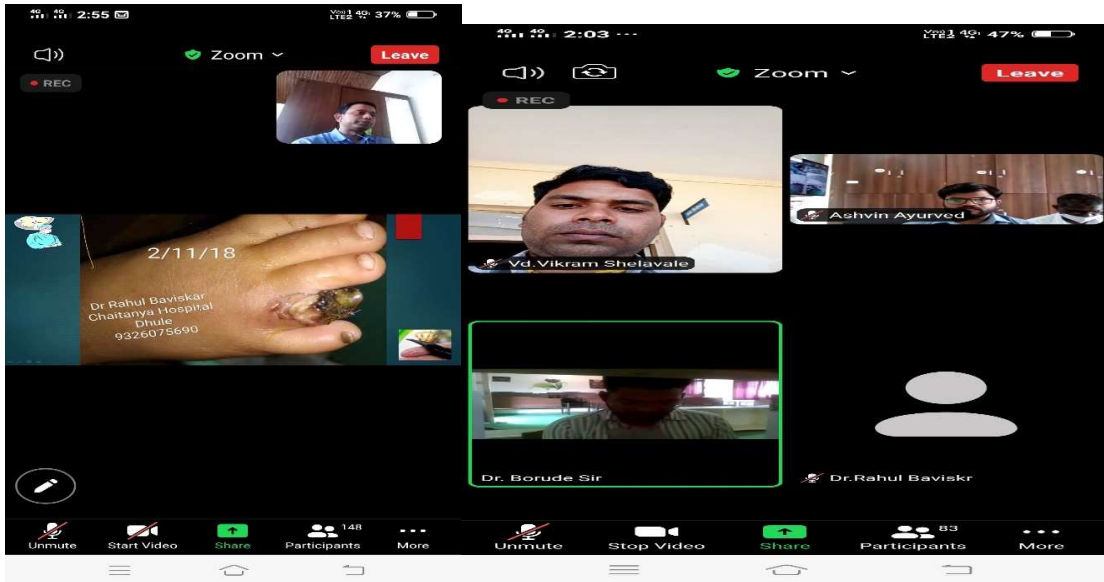 2:55
37%
Zoom
Leave
REC
2/11/18
Dr Rahul Baviskar
Chaitanya Hospital
Dhule
9326075690
148
Unmute
Start Video
Share
Participants
More
2:03
47%
Zoom
Leave
REC
Vd.Vikram Shelavale
Ashvin Ayurved
Dr. Borude Sir
Dr.Rahul Baviskr
83
Unmute
Stop Video
Share
Participants
More